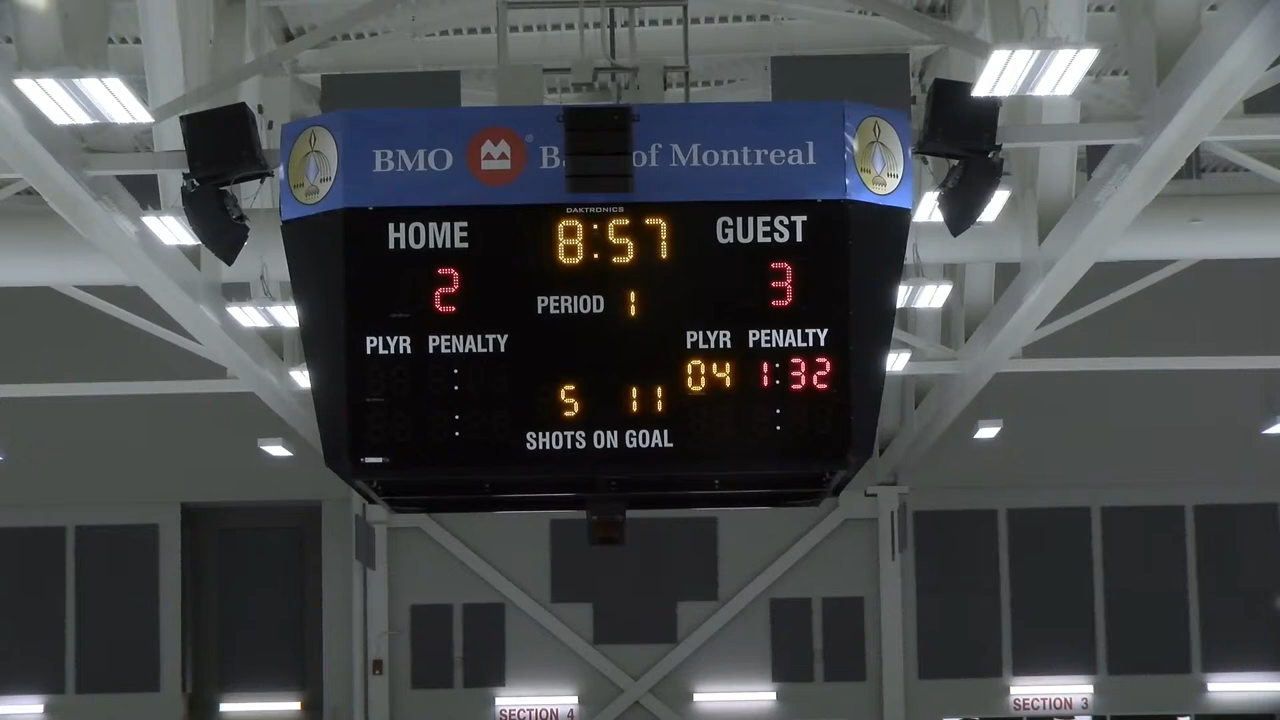 BMO ® B of Montreal
DAKTRONICS
HOME 8:57 GUEST
2 PERIOD 1 3
PLYR PENALTY PLYR PENALTY
: 04 1:32
5 11
: :
SHOTS ON GOAL
SECTION 4
SECTION 3